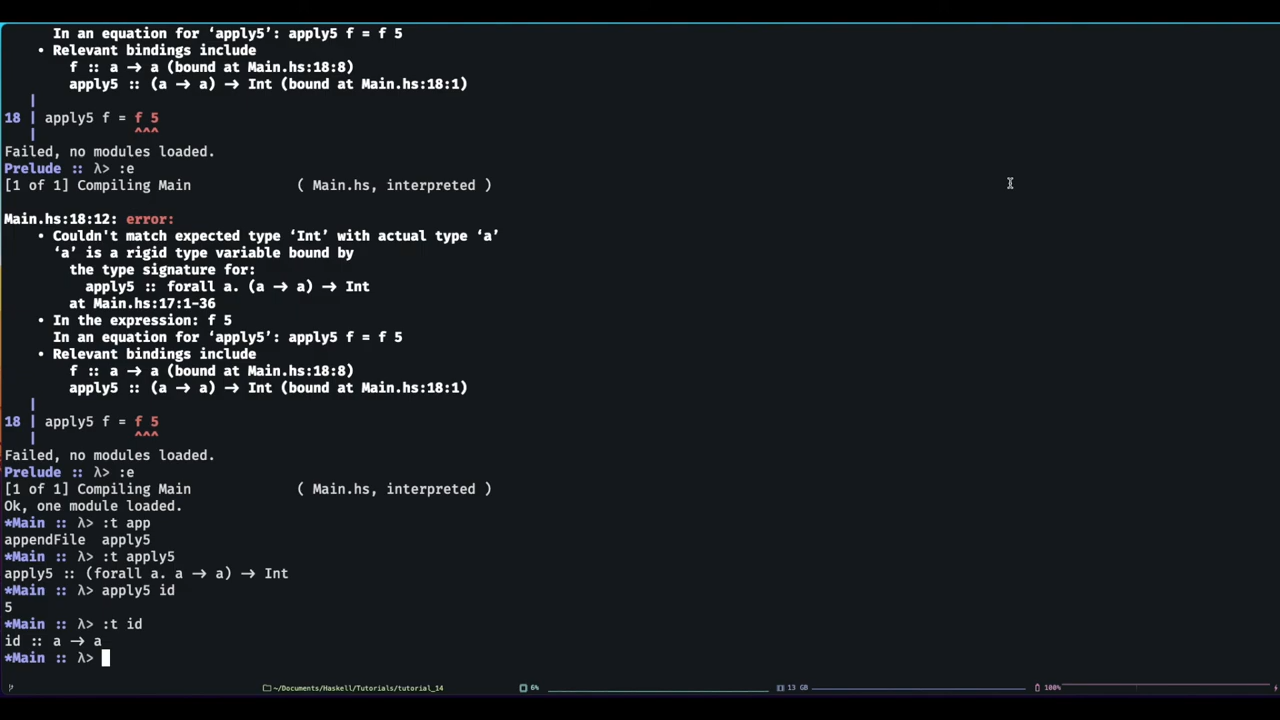 In an equation for ‘apply5’: apply5 f = f 5
• Relevant bindings include
f :: a → a (bound at Main.hs:18:8)
apply5 :: (a → a) → Int (bound at Main.hs:18:1)
|
18 | apply5 f = f 5
| ^^^
Failed, no modules loaded.
Prelude :: λ> :e
[1 of 1] Compiling Main ( Main.hs, interpreted )
Main.hs:18:12: error:
• Couldn't match expected type ‘Int’ with actual type ‘a’
‘a’ is a rigid type variable bound by
the type signature for:
apply5 :: forall a. (a → a) → Int
at Main.hs:17:1-36
• In the expression: f 5
In an equation for ‘apply5’: apply5 f = f 5
• Relevant bindings include
f :: a → a (bound at Main.hs:18:8)
apply5 :: (a → a) → Int (bound at Main.hs:18:1)
|
18 | apply5 f = f 5
| ^^^
Failed, no modules loaded.
Prelude :: λ> :e
[1 of 1] Compiling Main ( Main.hs, interpreted )
Ok, one module loaded.
*Main :: λ> :t app
appendFile apply5
*Main :: λ> :t apply5
apply5 :: (forall a. a → a) → Int
*Main :: λ> apply5 id
5
*Main :: λ> :t id
id :: a → a
*Main :: λ>
~/Documents/Haskell/Tutorials/tutorial_14 6% 13 GB 100%